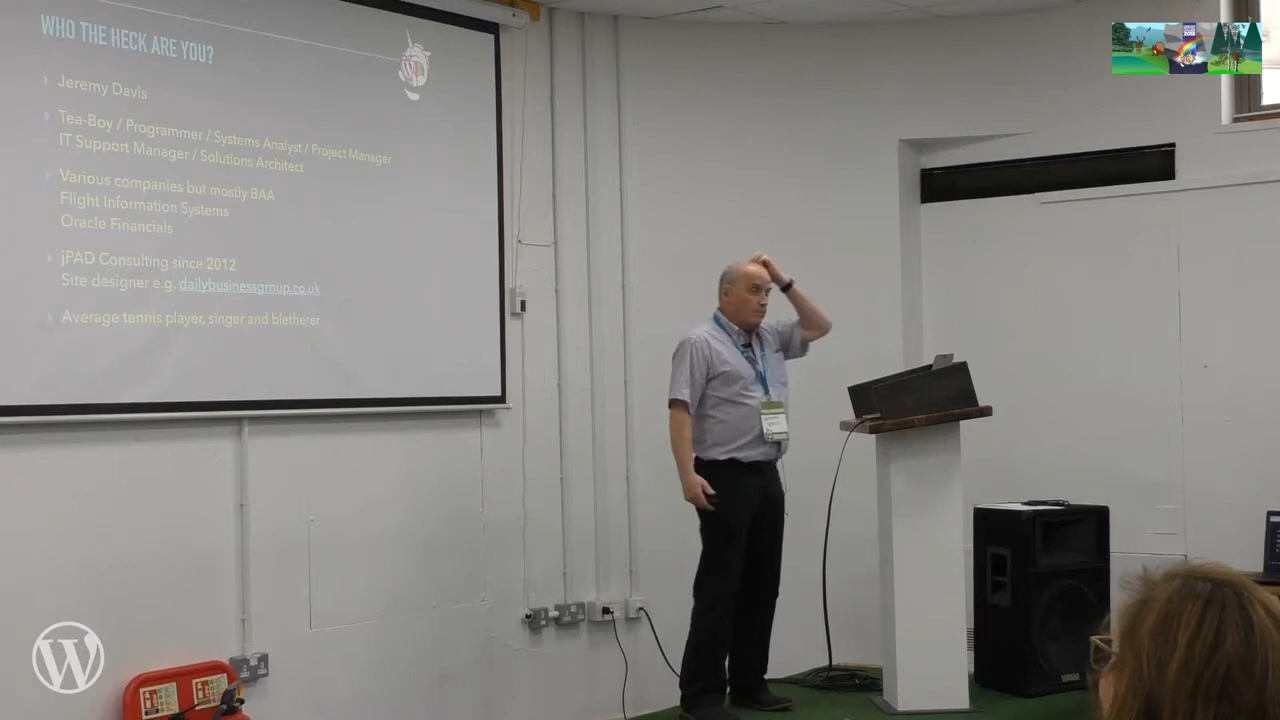 WHO THE HECK ARE YOU?
Jeremy Davis
Tea-Boy / Programmer / Systems Analyst / Project Manager
IT Support Manager / Solutions Architect
Various companies but mostly BAA
Flight Information Systems
Oracle Financials
jPAD Consulting since 2012
Site designer e.g. dailybusinessgroup.co.uk
Average tennis player, singer and bletherer
YAMAHA